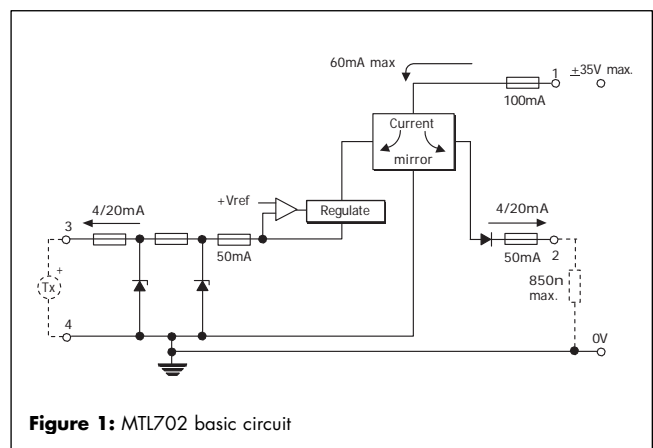 60mA max
1
+35V max.
100mA
Current
mirror
+Vref
Regulate
3
4/20mA
50mA
4/20mA
50mA
2
850n
max.
Tx
+
4
0V
Figure 1: MTL702 basic circuit